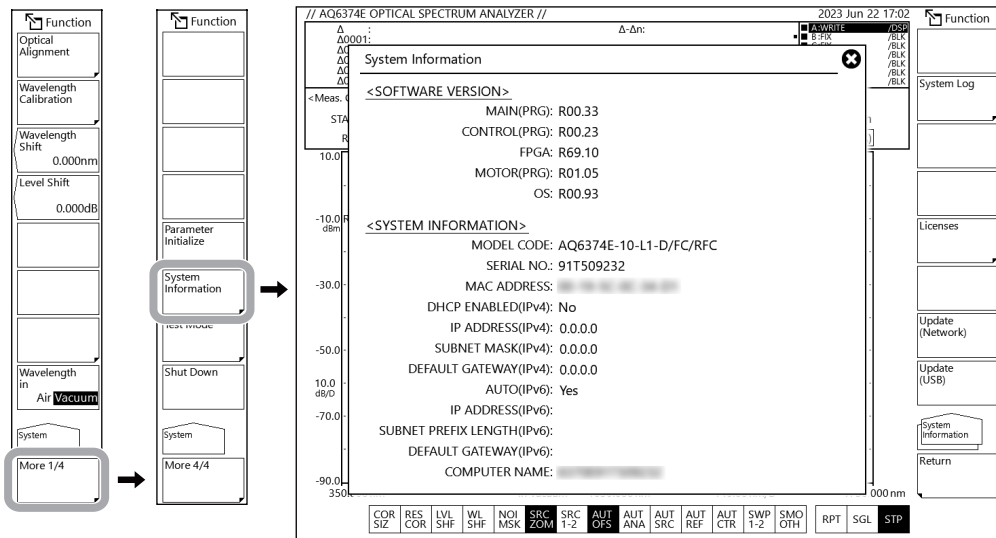 Function
Optical
Alignment
Wavelength
Calibration
Wavelength
Shift
0.000nm
Level Shift
0.000dB
Wavelength
in
Air Vacuum
System
More 1/4
Function
Parameter
Initialize
System
Information
Test Mode
Shut Down
System
More 4/4
// AQ6374E OPTICAL SPECTRUM ANALYZER // 2023 Jun 22 17:02
Δ : Δ-Δn:
Δ0001:
A:WRITE /DSP
B:FIX /BLK
/BLK
/BLK
/BLK
/BLK
<Meas.
10.0
-10.0
dBm
-30.0
-50.0
10.0
dB/D
-70.0
-90.0
System Information
<SOFTWARE VERSION>
MAIN(PRG): R00.33
CONTROL(PRG): R00.23
FPGA: R69.10
MOTOR(PRG): R01.05
OS: R00.93
<SYSTEM INFORMATION>
MODEL CODE: AQ6374E-10-L1-D/FC/RFC
SERIAL NO.: 91T509232
MAC ADDRESS:
DHCP ENABLED(IPv4): No
IP ADDRESS(IPv4): 0.0.0.0
SUBNET MASK(IPv4): 0.0.0.0
DEFAULT GATEWAY(IPv4): 0.0.0.0
AUTO(IPv6): Yes
IP ADDRESS(IPv6):
SUBNET PREFIX LENGTH(IPv6):
DEFAULT GATEWAY(IPv6):
COMPUTER NAME:
COR RES LVL WL NOI SRC SRC AUT AUT AUT AUT AUT SWP SMO
SIZ COR SHF SHF MSK ZOM 1-2 OFS ANA SRC REF CTR 1-2 OTH
RPT SGL STP
Function
System Log
Licenses
Update
(Network)
Update
(USB)
System
Information
Return